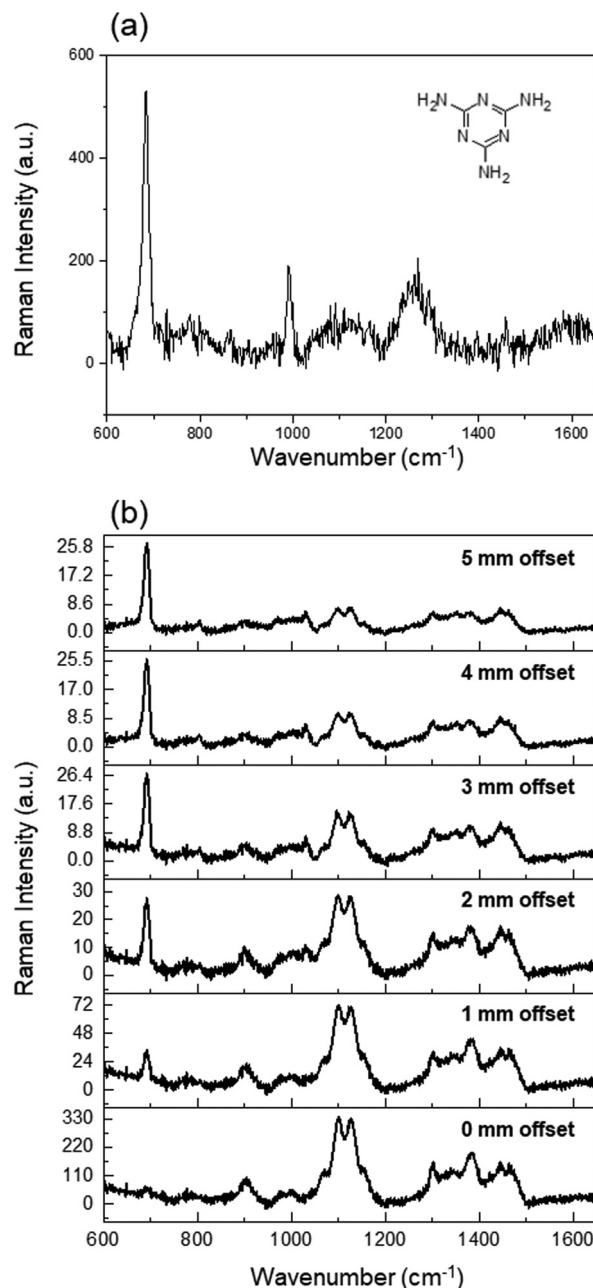 (a)
600
400
200
0
Raman Intensity (a.u.)
H₂N N NH₂
N N
NH₂
600 800 1000 1200 1400 1600
Wavenumber (cm⁻¹)
(b)
25.8
17.2
8.6
0.0
5 mm offset
25.5
17.0
8.5
0.0
4 mm offset
26.4
17.6
8.8
0.0
3 mm offset
30
20
10
0
2 mm offset
72
48
24
0
1 mm offset
330
220
110
0
0 mm offset
Raman Intensity (a.u.)
600 800 1000 1200 1400 1600
Wavenumber (cm⁻¹)